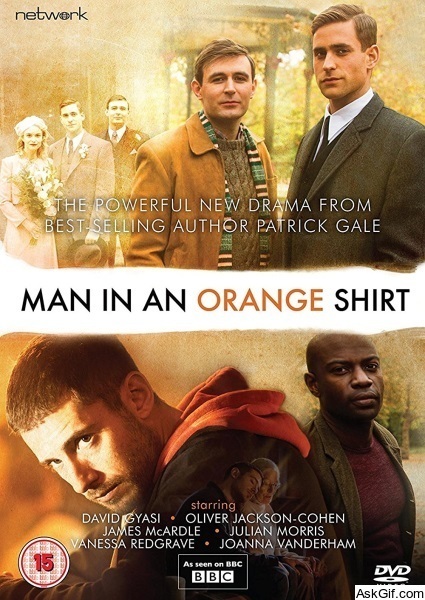 network
THE POWERFUL NEW DRAMA FROM
BEST-SELLING AUTHOR PATRICK GALE
MAN IN AN ORANGE SHIRT
starring
DAVID GYASI • OLIVER JACKSON-COHEN
JAMES McARDLE • JULIAN MORRIS
VANESSA REDGRAVE • JOANNA VANDERHAM
15
As seen on BBC
BBC
DVD
VIDEO
AskGif.com